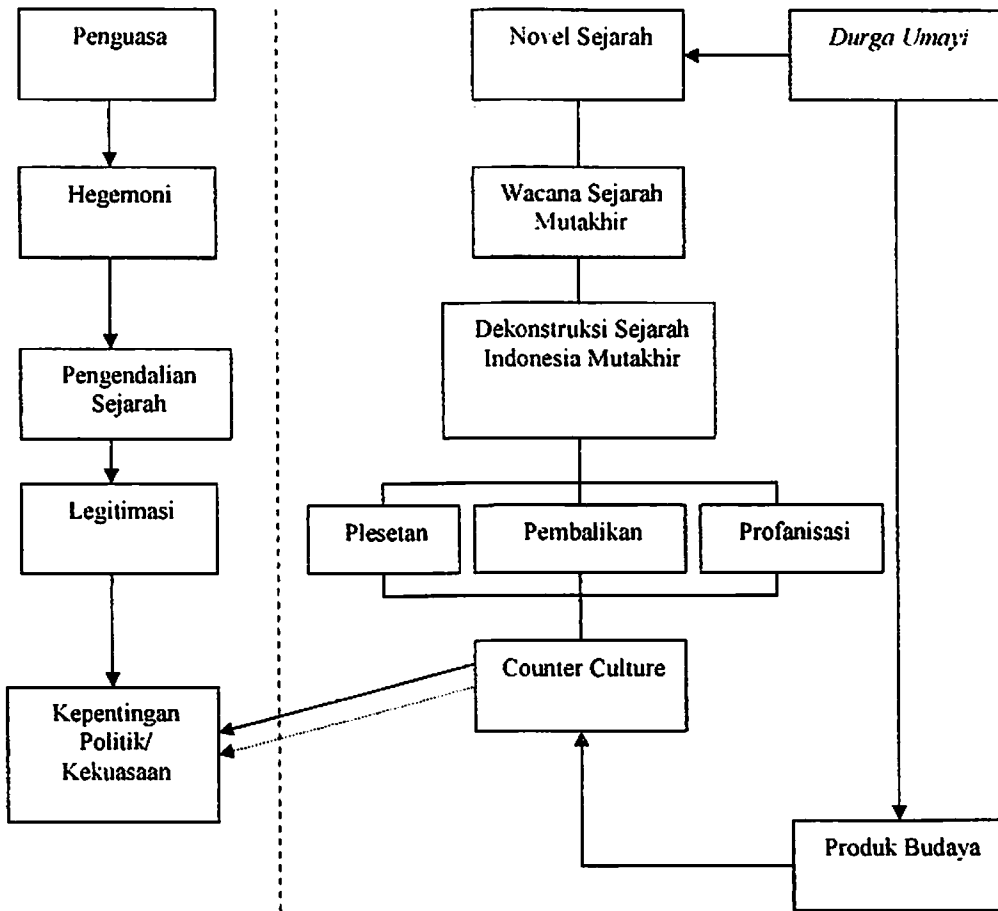 Penguasa
Hegemoni
Pengendalian
Sejarah
Legitimasi
Kepentingan
Politik/
Kekuasaan
Novel Sejarah
Durga Umayi
Wacana Sejarah
Mutakhir
Dekonstruksi Sejarah
Indonesia Mutakhir
Plesetan
Pembalikan
Profanisasi
Counter Culture
Produk Budaya